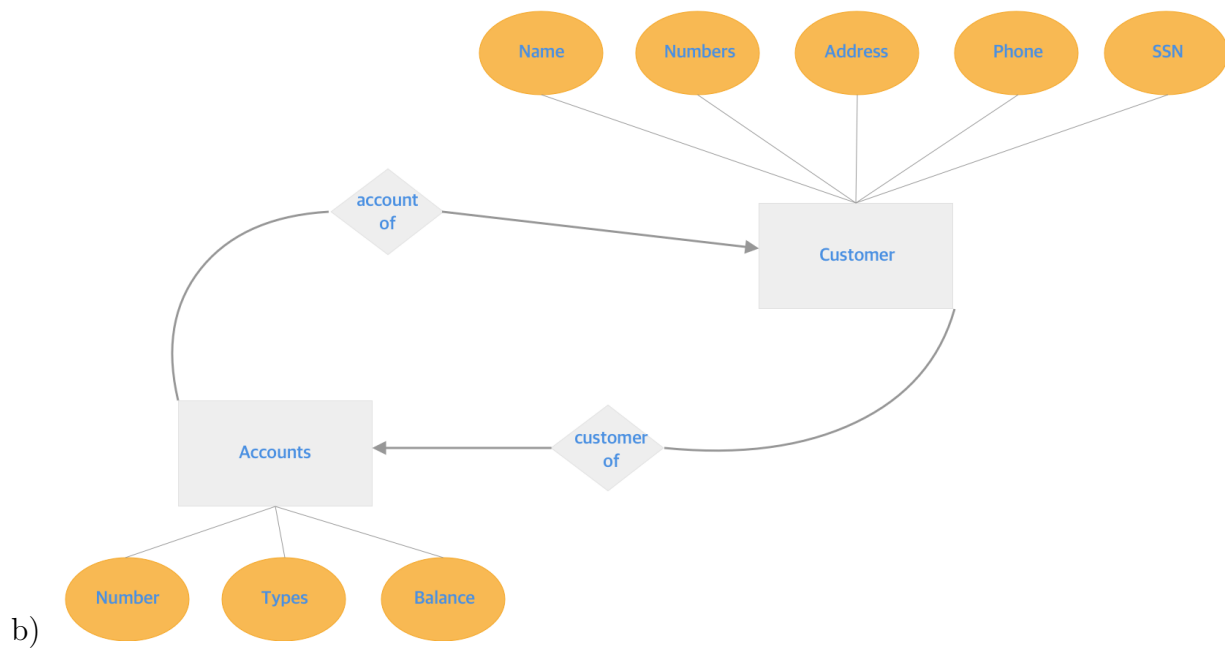 Name
Numbers
Address
Phone
SSN
account
of
Customer
Accounts
customer
of
Number
Types
Balance
b)